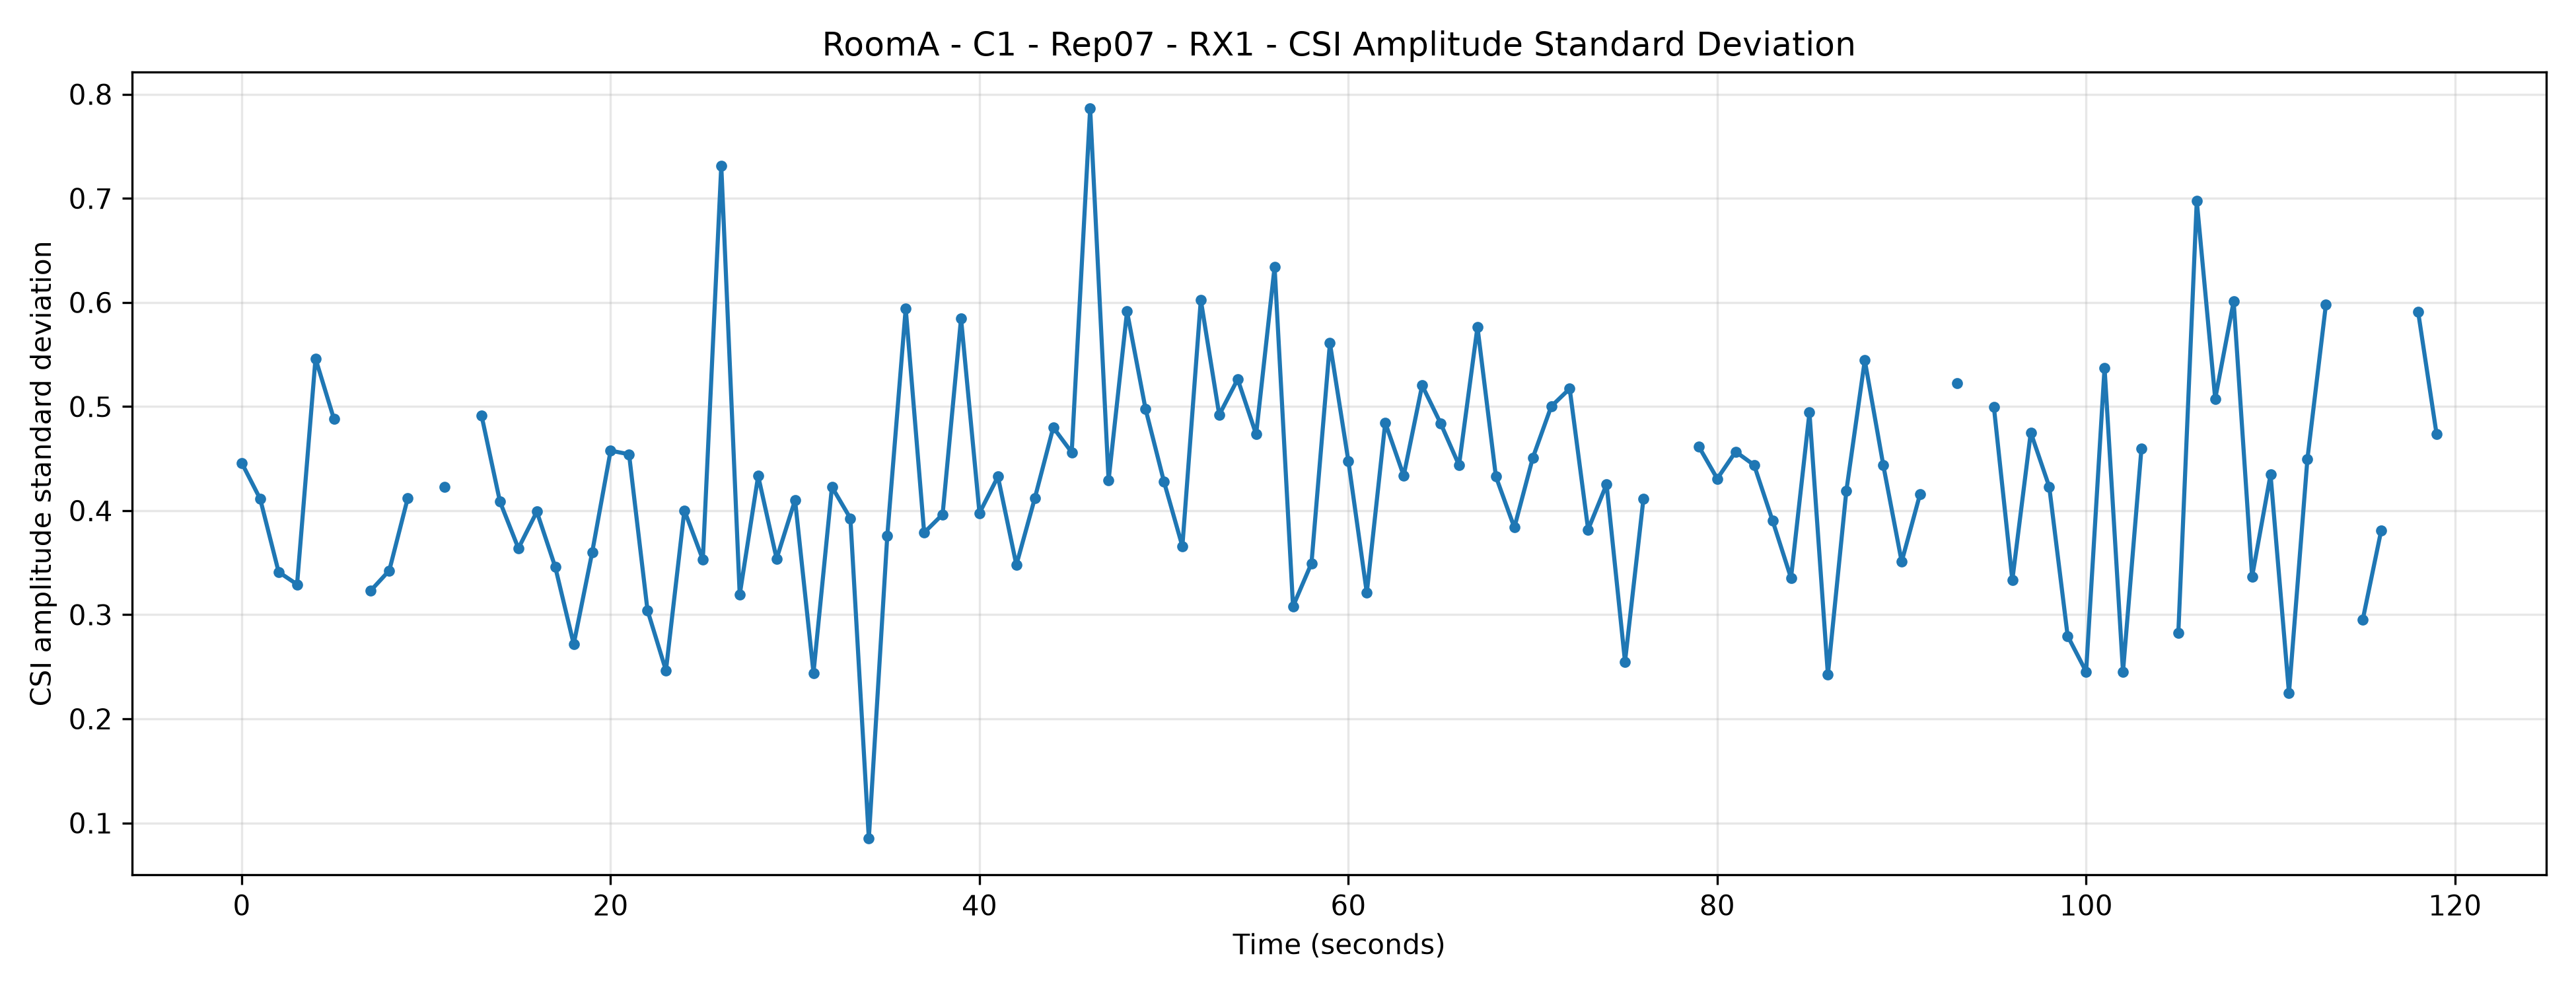 RoomA - C1 - Rep07 - RX1 - CSI Amplitude Standard Deviation
CSI amplitude standard deviation
0.8
0.7
0.6
0.5
0.4
0.3
0.2
0.1
0 20 40 60 80 100 120
Time (seconds)